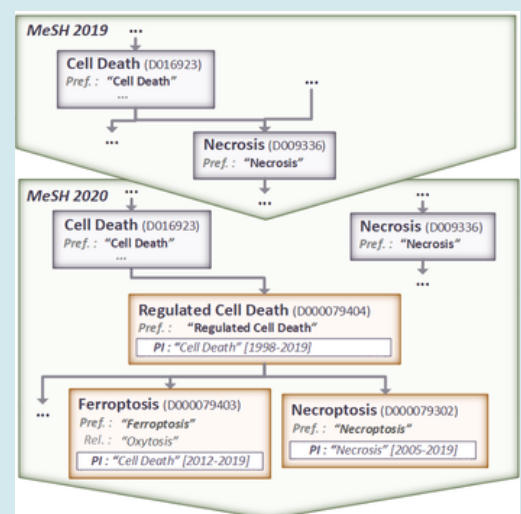 MeSH 2019
...
Cell Death (D016923)
Pref. : "Cell Death"
...
...
...
Necrosis (D009336)
Pref. : "Necrosis"
...
MeSH 2020
...
Cell Death (D016923)
Pref. : "Cell Death"
...
...
Necrosis (D009336)
Pref. : "Necrosis"
...
Regulated Cell Death (D000079404)
Pref. : "Regulated Cell Death"
PI : "Cell Death" [1998-2019]
...
Ferroptosis (D000079403)
Pref. : "Ferroptosis"
Rel. : "Oxytosis"
PI : "Cell Death" [2012-2019]
Necroptosis (D000079302)
Pref. : "Necroptosis"
PI : "Necrosis" [2005-2019]